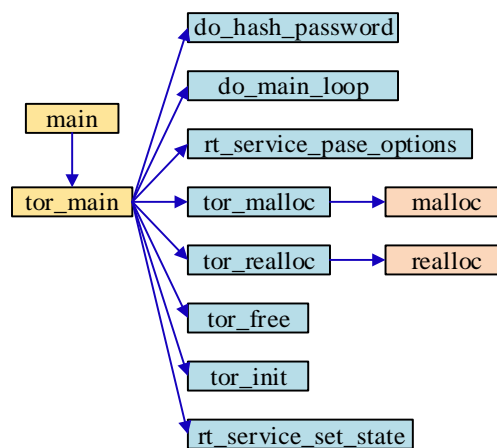 do_hash_password
do_main_loop
main
rt_service_pase_options
tor_main
tor_malloc
malloc
tor_realloc
realloc
tor_free
tor_init
rt_service_set_state